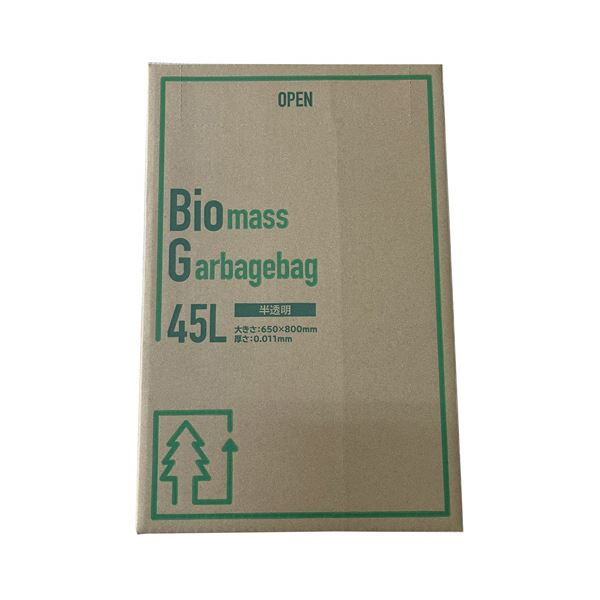 OPEN
Biomass
Garbagebag
45L 半透明
大きさ:650×800mm
厚さ:0.011mm